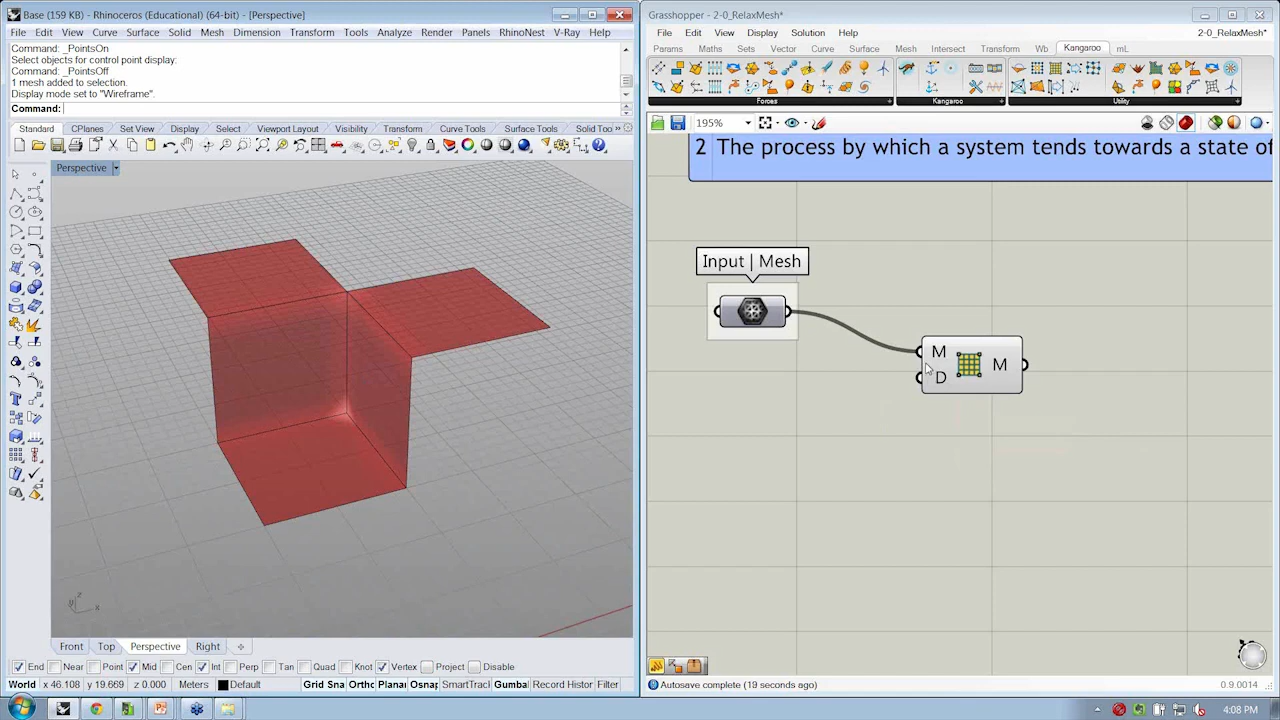 Base (159 KB) - Rhinoceros (Educational) (64-bit) - [Perspective]
File Edit View Curve Surface Solid Mesh Dimension Transform Tools Analyze Render Panels RhinoNest V-Ray Help
Command: _PointsOn
Select objects for control point display.
Command: _PointsOff
1 mesh added to selection.
Display mode set to "Wireframe".
Command:
Standard CPlanes Set View Display Select Viewport Layout Visibility Transform Curve Tools Surface Tools Solid Too »
Perspective
z
x
Front Top Perspective Right
End Near Point Mid Cen Int Perp Tan Quad Knot Vertex Project Disable
World x 46.108 y 19.669 z 0.000 Meters Default Grid Sna Ortho Planar Osnap SmartTrack Gumba Record Histor Filter
Grasshopper - 2-0_RelaxMesh*
File Edit View Display Solution Help 2-0_RelaxMesh*
Params Maths Sets Vector Curve Surface Mesh Intersect Transform Wb Kangaroo mL
Forces Kangaroo Utility
195%
2 The process by which a system tends towards a state of
Input | Mesh
M
D
M
Autosave complete (19 seconds ago) 0.9.0014
4:08 PM